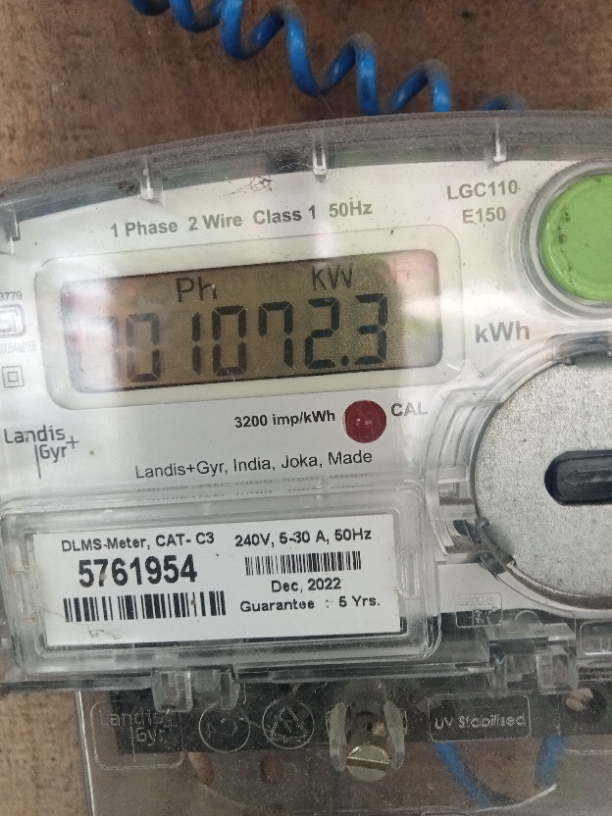 LGC110
E150
1 Phase 2 Wire Class 1 50Hz
Ph kW
01072.3
kWh
3200 imp/kWh CAL
Landis+
Gyr
Landis+Gyr, India, Joka, Made
DLMS-Meter, CAT- C3 240V, 5-30 A, 50Hz
5761954
Dec, 2022
Guarantee : 5 Yrs.
Landis+
Gyr
UV Stabilised